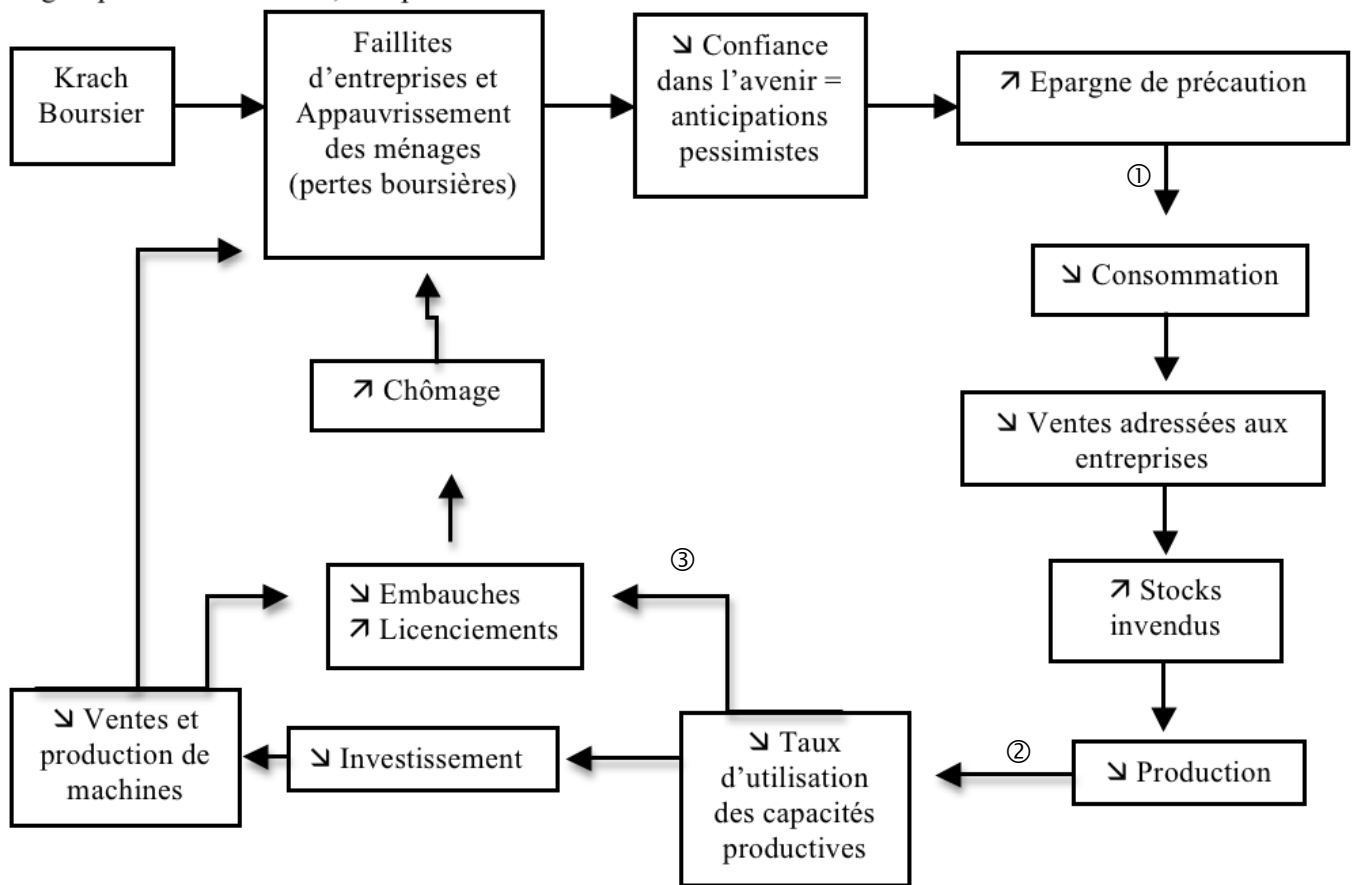 Krach
Boursier
Faillites
d'entreprises et
Appauvrissement
des ménages
(pertes boursières)
↘ Confiance
dans l'avenir =
anticipations
pessimistes
↗ Epargne de précaution
①
↘ Consommation
↘ Ventes adressées aux
entreprises
↗ Stocks
invendus
↘ Production
②
↘ Taux
d'utilisation
des capacités
productives
③
↘ Investissement
↘ Ventes et
production de
machines
↘ Embauches
↗ Licenciements
↗ Chômage